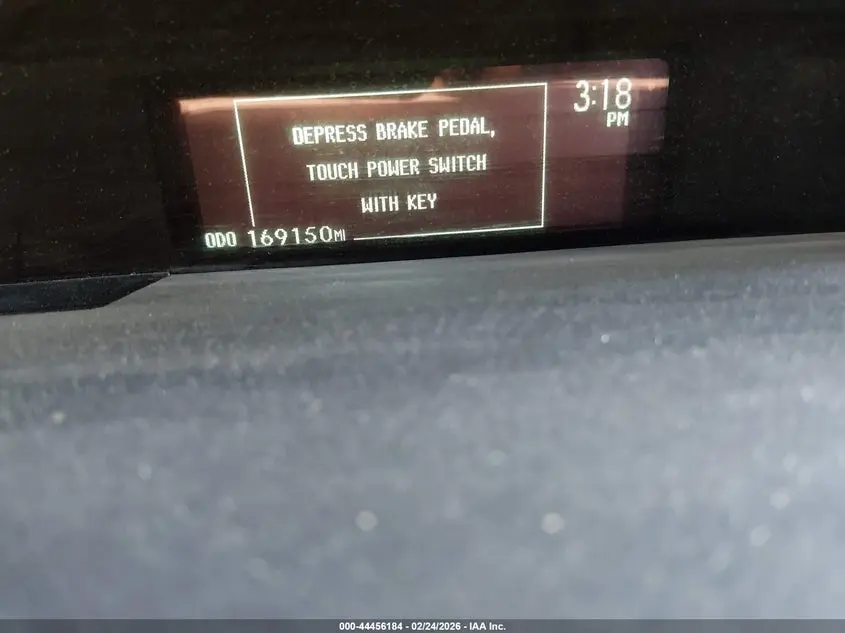 3:18
PM
DEPRESS BRAKE PEDAL,
TOUCH POWER SWITCH
WITH KEY
ODO 169150MI
000-44456184 - 02/24/2026 - IAA Inc.